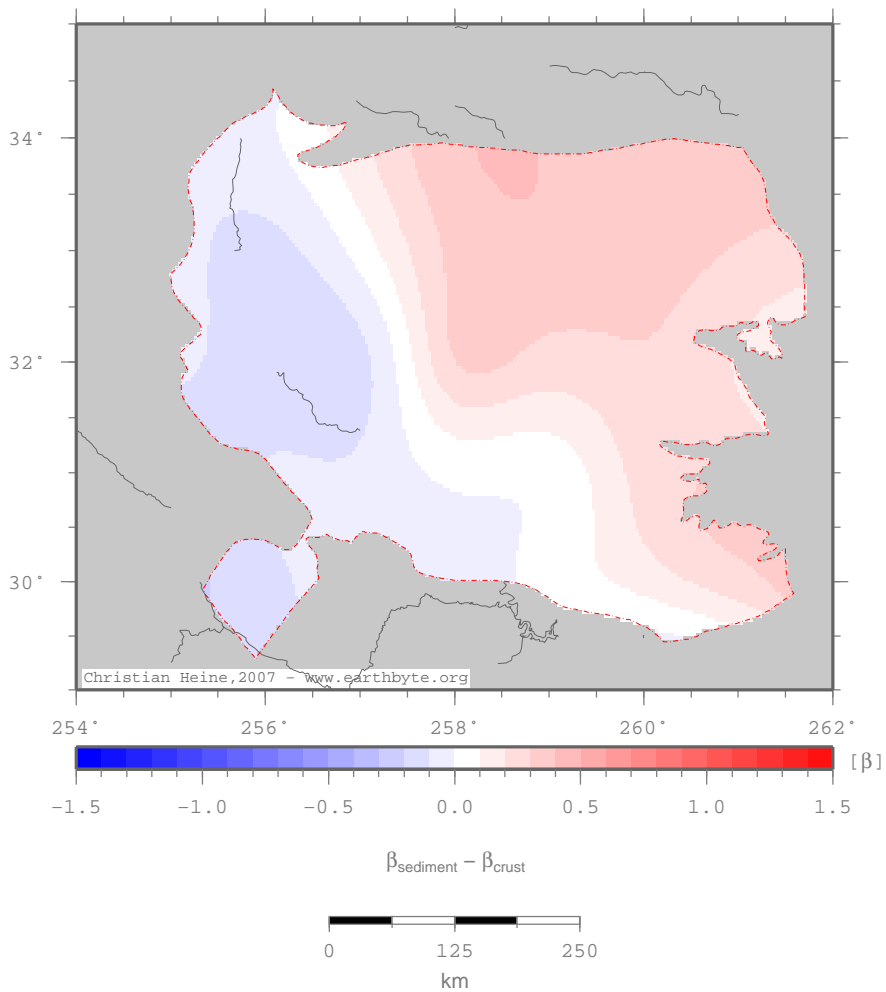 34°
32°
30°
Christian Heine,2007 - www.earthbyte.org
254° 256° 258° 260° 262°
[β]
-1.5 -1.0 -0.5 0.0 0.5 1.0 1.5
βsediment – βcrust
0 125 250
km